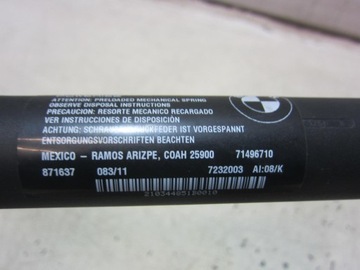 ATTENTION: PRELOADED MECHANICAL SPRING
OBSERVE DISPOSAL INSTRUCTIONS
PRECAUCION: RESORTE MECANICO RECARGADO
VER INSTRUCCIONES DE DISPOSICIÓN
ACHTUNG: IST VORGESPANNT
ENTSORGUNGSVORSCHRIFTEN BEACHTEN
MEXICO - RAMOS ARIZPE, COAH 25900 71496710
871637 083/11 7232003 AI:08/K